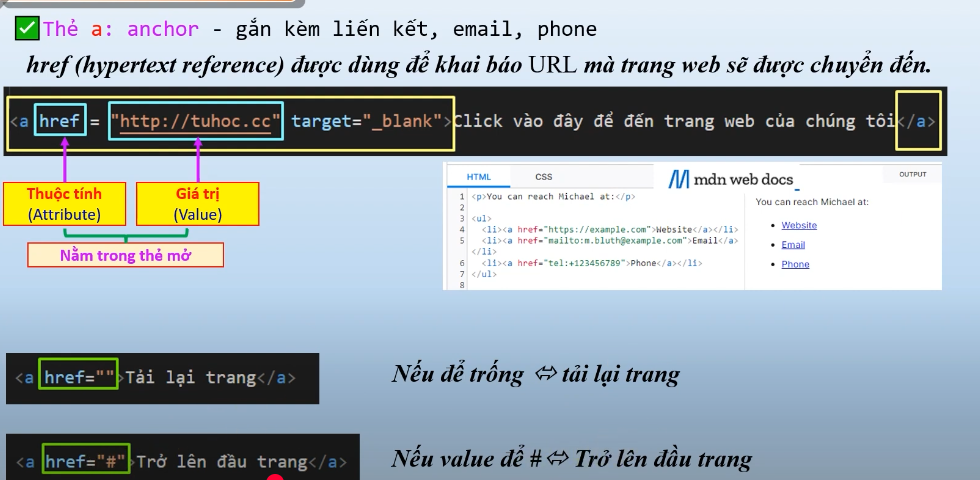 Thẻ a: anchor - gắn kèm liến kết, email, phone
href (hypertext reference) được dùng để khai báo URL mà trang web sẽ được chuyển đến.
<a href = "http://tuhoc.cc" target="_blank">Click vào đây để đến trang web của chúng tôi</a>
Thuộc tính
(Attribute)
Giá trị
(Value)
Nằm trong thẻ mở
HTML
CSS
mdn web docs_
OUTPUT
1 <p>You can reach Michael at:</p>
2
3 <ul>
4 <li><a href="https://example.com">Website</a></li>
5 <li><a href="mailto:m.bluth@example.com">Email</a>
</li>
6 <li><a href="tel:+123456789">Phone</a></li>
7 </ul>
8
You can reach Michael at:
Website
Email
Phone
<a href="">Tải lại trang</a>
Nếu để trống ⇔ tải lại trang
<a href="#">Trở lên đầu trang</a>
Nếu value để # ⇔ Trở lên đầu trang